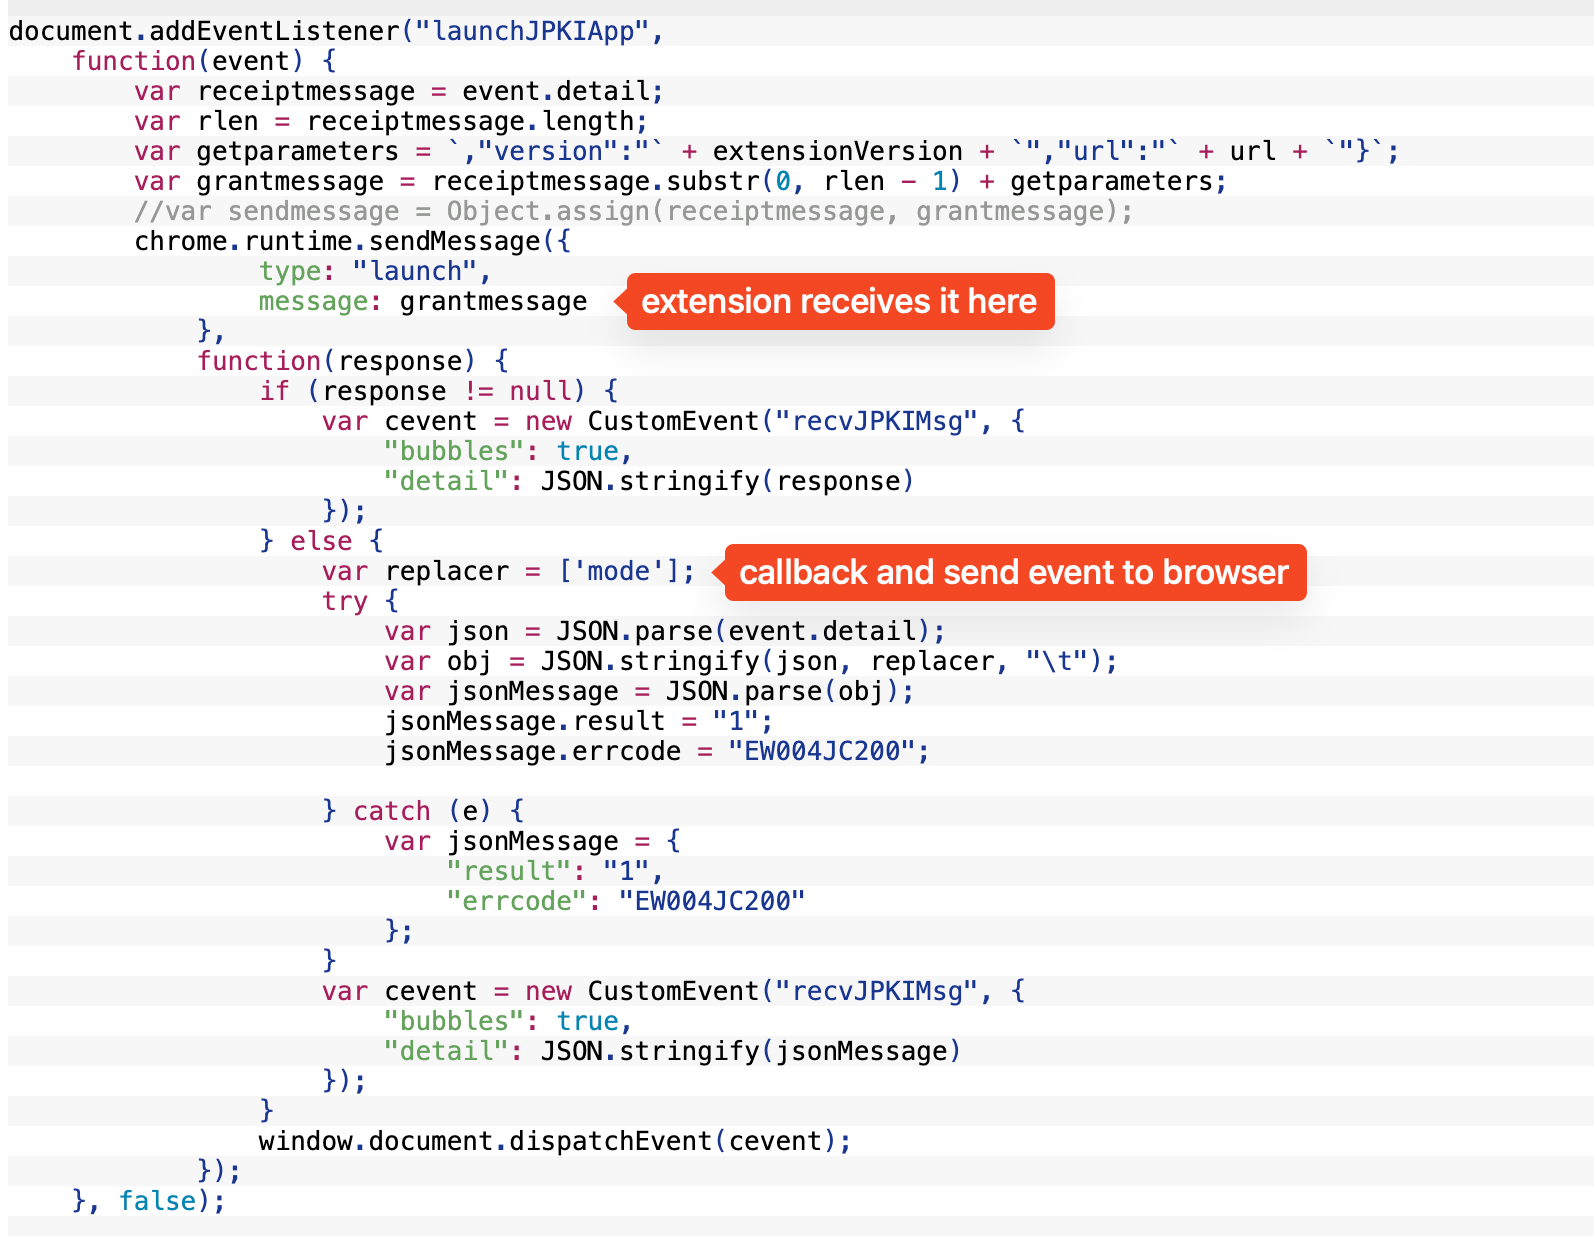 document.addEventListener("launchJPKIApp",
    function(event) {
        var receiptmessage = event.detail;
        var rlen = receiptmessage.length;
        var getparameters = `,"version":"` + extensionVersion + `","url":"` + url + `"}`;
        var grantmessage = receiptmessage.substr(0, rlen - 1) + getparameters;
        //var sendmessage = Object.assign(receiptmessage, grantmessage);
        chrome.runtime.sendMessage({
                type: "launch",
                message: grantmessage extension receives it here
            },
            function(response) {
                if (response != null) {
                    var cevent = new CustomEvent("recvJPKIMsg", {
                        "bubbles": true,
                        "detail": JSON.stringify(response)
                    });
                } else {
                    var replacer = ['mode']; callback and send event to browser
                    try {
                        var json = JSON.parse(event.detail);
                        var obj = JSON.stringify(json, replacer, "\t");
                        var jsonMessage = JSON.parse(obj);
                        jsonMessage.result = "1";
                        jsonMessage.errcode = "EW004JC200";
                    } catch (e) {
                        var jsonMessage = {
                            "result": "1",
                            "errcode": "EW004JC200"
                        };
                    }
                    var cevent = new CustomEvent("recvJPKIMsg", {
                        "bubbles": true,
                        "detail": JSON.stringify(jsonMessage)
                    });
                }
                window.document.dispatchEvent(cevent);
            });
    }, false);